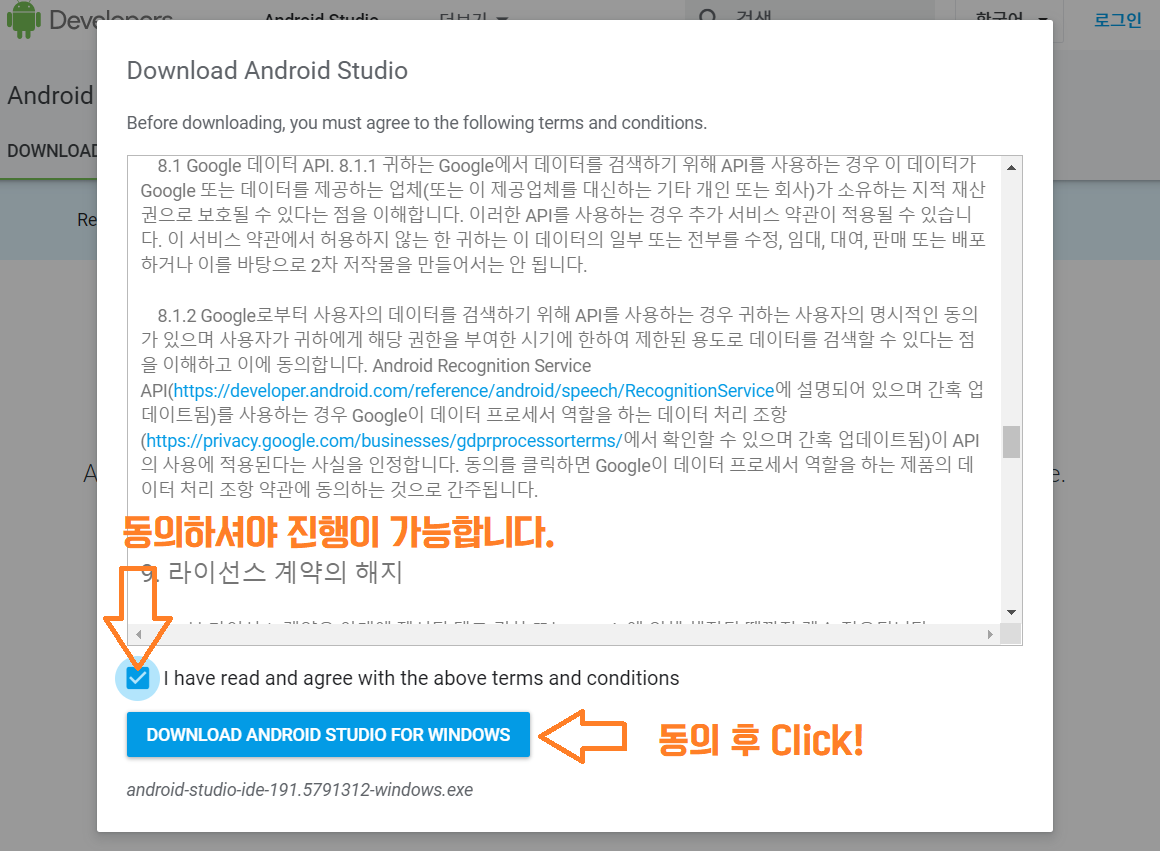 Developers
Android Studio
더보기
검색
한국어
로그인
Android
DOWNLOAD
Re
A
e.
Download Android Studio
Before downloading, you must agree to the following terms and conditions.
8.1 Google 데이터 API. 8.1.1 귀하는 Google에서 데이터를 검색하기 위해 API를 사용하는 경우 이 데이터가
Google 또는 데이터를 제공하는 업체(또는 이 제공업체를 대신하는 기타 개인 또는 회사)가 소유하는 지적 재산
권으로 보호될 수 있다는 점을 이해합니다. 이러한 API를 사용하는 경우 추가 서비스 약관이 적용될 수 있습니
다. 이 서비스 약관에서 허용하지 않는 한 귀하는 이 데이터의 일부 또는 전부를 수정, 임대, 대여, 판매 또는 배포
하거나 이를 바탕으로 2차 저작물을 만들어서는 안 됩니다.
8.1.2 Google로부터 사용자의 데이터를 검색하기 위해 API를 사용하는 경우 귀하는 사용자의 명시적인 동의
가 있으며 사용자가 귀하에게 해당 권한을 부여한 시기에 한하여 제한된 용도로 데이터를 검색할 수 있다는 점
을 이해하고 이에 동의합니다. Android Recognition Service
API(https://developer.android.com/reference/android/speech/RecognitionService에 설명되어 있으며 간혹 업
데이트됨)를 사용하는 경우 Google이 데이터 프로세서 역할을 하는 데이터 처리 조항
(https://privacy.google.com/businesses/gdprprocessorterms/에서 확인할 수 있으며 간혹 업데이트됨)이 API
의 사용에 적용된다는 사실을 인정합니다. 동의를 클릭하면 Google이 데이터 프로세서 역할을 하는 제품의 데
이터 처리 조항 약관에 동의하는 것으로 간주됩니다.
동의하셔야 진행이 가능합니다.
9. 라이선스 계약의 해지
I have read and agree with the above terms and conditions
DOWNLOAD ANDROID STUDIO FOR WINDOWS
동의 후 Click!
android-studio-ide-191.5791312-windows.exe